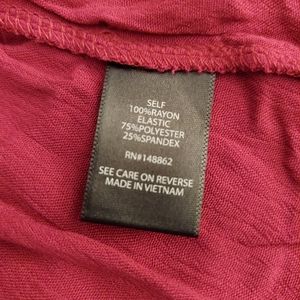 SELF
100%RAYON
ELASTIC
75%POLYESTER
25%SPANDEX
RN#148862
SEE CARE ON REVERSE
MADE IN VIETNAM